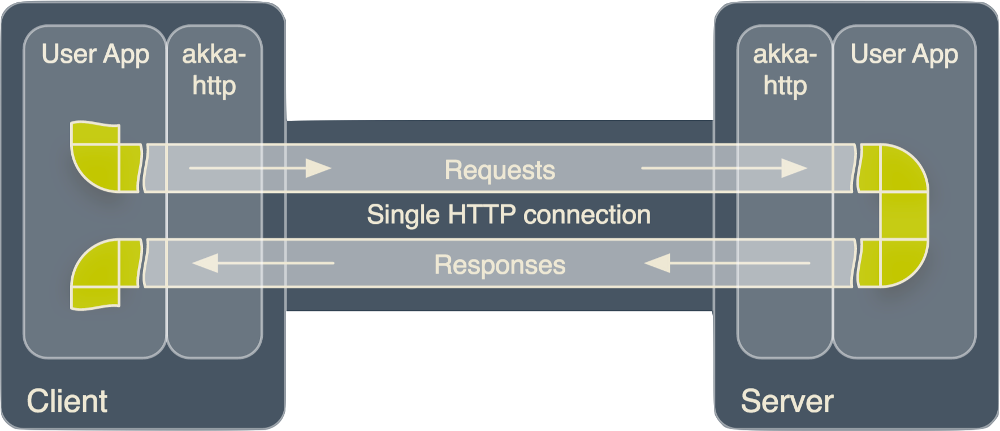 User App
akka-
http
akka-
http
User App
Requests
Single HTTP connection
Responses
Client
Server